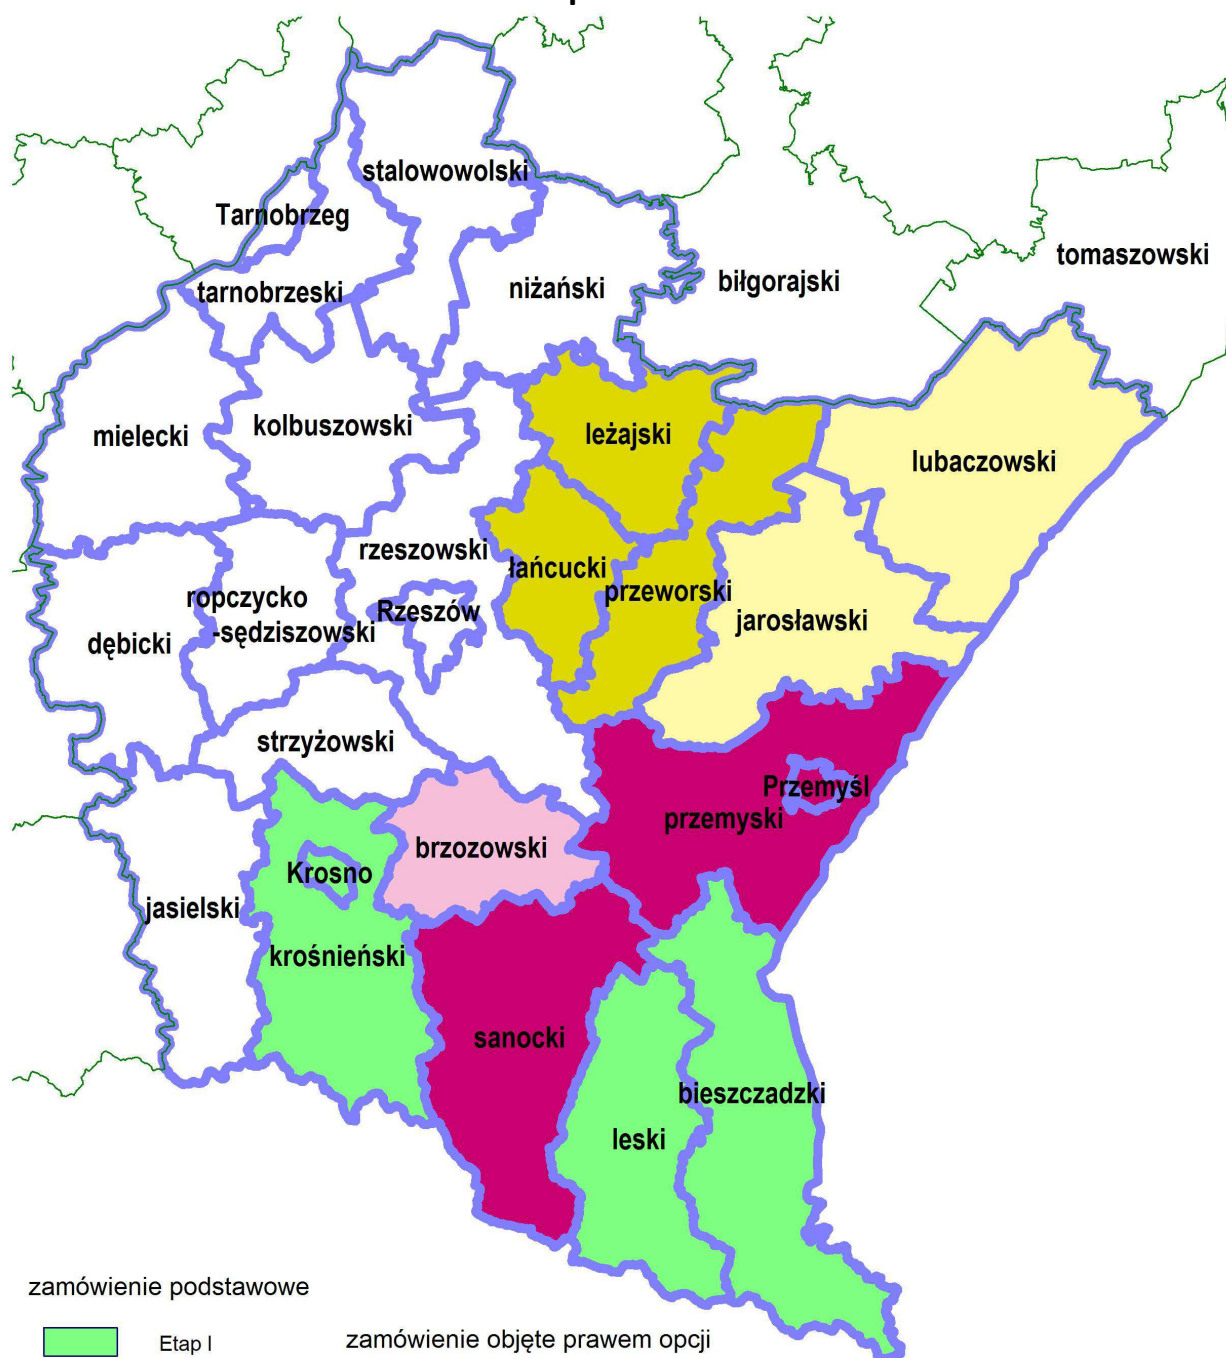 stalowowolski
Tarnobrzeg
tomaszowski
tarnobrzeski
niżański
biłgorajski
mielecki
kolbuszowski
leżajski
lubaczowski
rzeszowski
łańcucki
przeworski
ropczycko
-sędziszowski
Rzeszów
jarosławski
dębicki
strzyżowski
Przemyśl
przemyski
brzozowski
Krosno
jasielski
krośnieński
sanocki
bieszczadzki
leski
zamówienie podstawowe
Etap I
zamówienie objęte prawem opcji